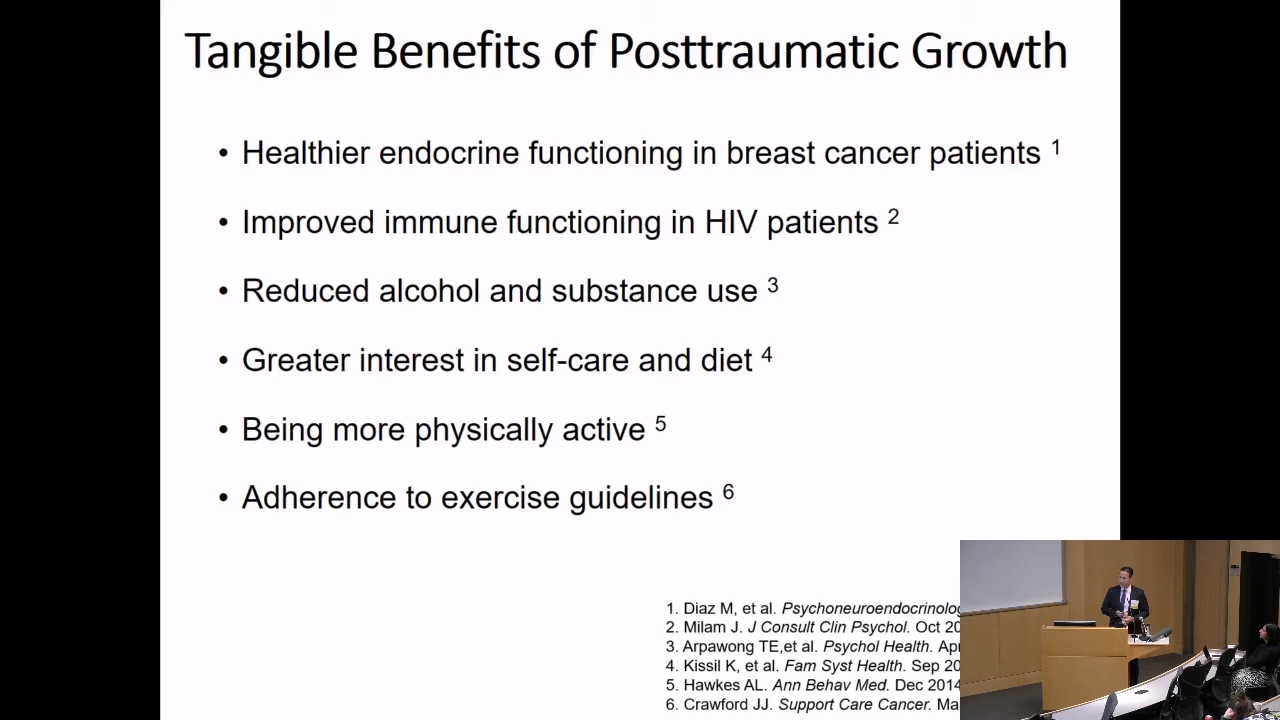 Tangible Benefits of Posttraumatic Growth
• Healthier endocrine functioning in breast cancer patients 1
• Improved immune functioning in HIV patients 2
• Reduced alcohol and substance use 3
• Greater interest in self-care and diet 4
• Being more physically active 5
• Adherence to exercise guidelines 6
1. Diaz M, et al. Psychoneuroendocrinolog
2. Milam J. J Consult Clin Psychol. Oct 20
3. Arpawong TE,et al. Psychol Health. Apr
4. Kissil K, et al. Fam Syst Health. Sep 20
5. Hawkes AL. Ann Behav Med. Dec 2014
6. Crawford JJ. Support Care Cancer. Ma